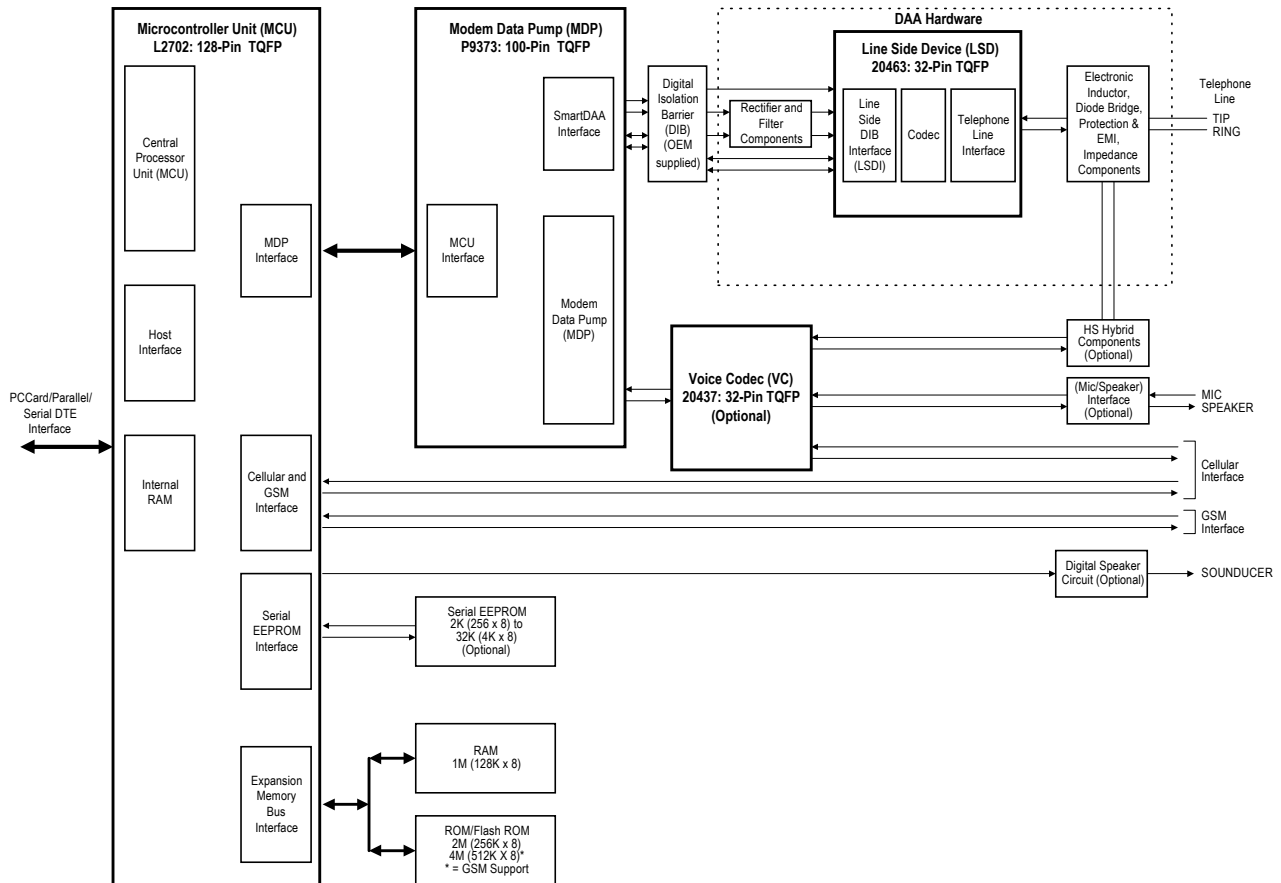 Microcontroller Unit (MCU)
L2702: 128-Pin TQFP
Central
Processor
Unit (MCU)
MDP
Interface
Host
Interface
PCCard/Parallel/
Serial DTE
Interface
Internal
RAM
Cellular and
GSM
Interface
Serial
EEPROM
Interface
Expansion
Memory
Bus
Interface
Modem Data Pump (MDP)
P9373: 100-Pin TQFP
SmartDAA
Interface
MCU
Interface
Modem
Data Pump
(MDP)
Digital
Isolation
Barrier
(DIB)
(OEM
supplied)
DAA Hardware
Rectifier and
Filter
Components
Line Side Device (LSD)
20463: 32-Pin TQFP
Line
Side
DIB
Interface
(LSDI)
Codec
Telephone
Line
Interface
Electronic
Inductor,
Diode Bridge,
Protection &
EMI,
Impedance
Components
Telephone
Line
TIP
RING
HS Hybrid
Components
(Optional)
Voice Codec (VC)
20437: 32-Pin TQFP
(Optional)
(Mic/Speaker)
Interface
(Optional)
MIC
SPEAKER
Cellular
Interface
GSM
Interface
Digital Speaker
Circuit (Optional)
SOUNDUCER
Serial EEPROM
2K (256 x 8) to
32K (4K x 8)
(Optional)
RAM
1M (128K x 8)
ROM/Flash ROM
2M (256K x 8)
4M (512K X 8)*
* = GSM Support